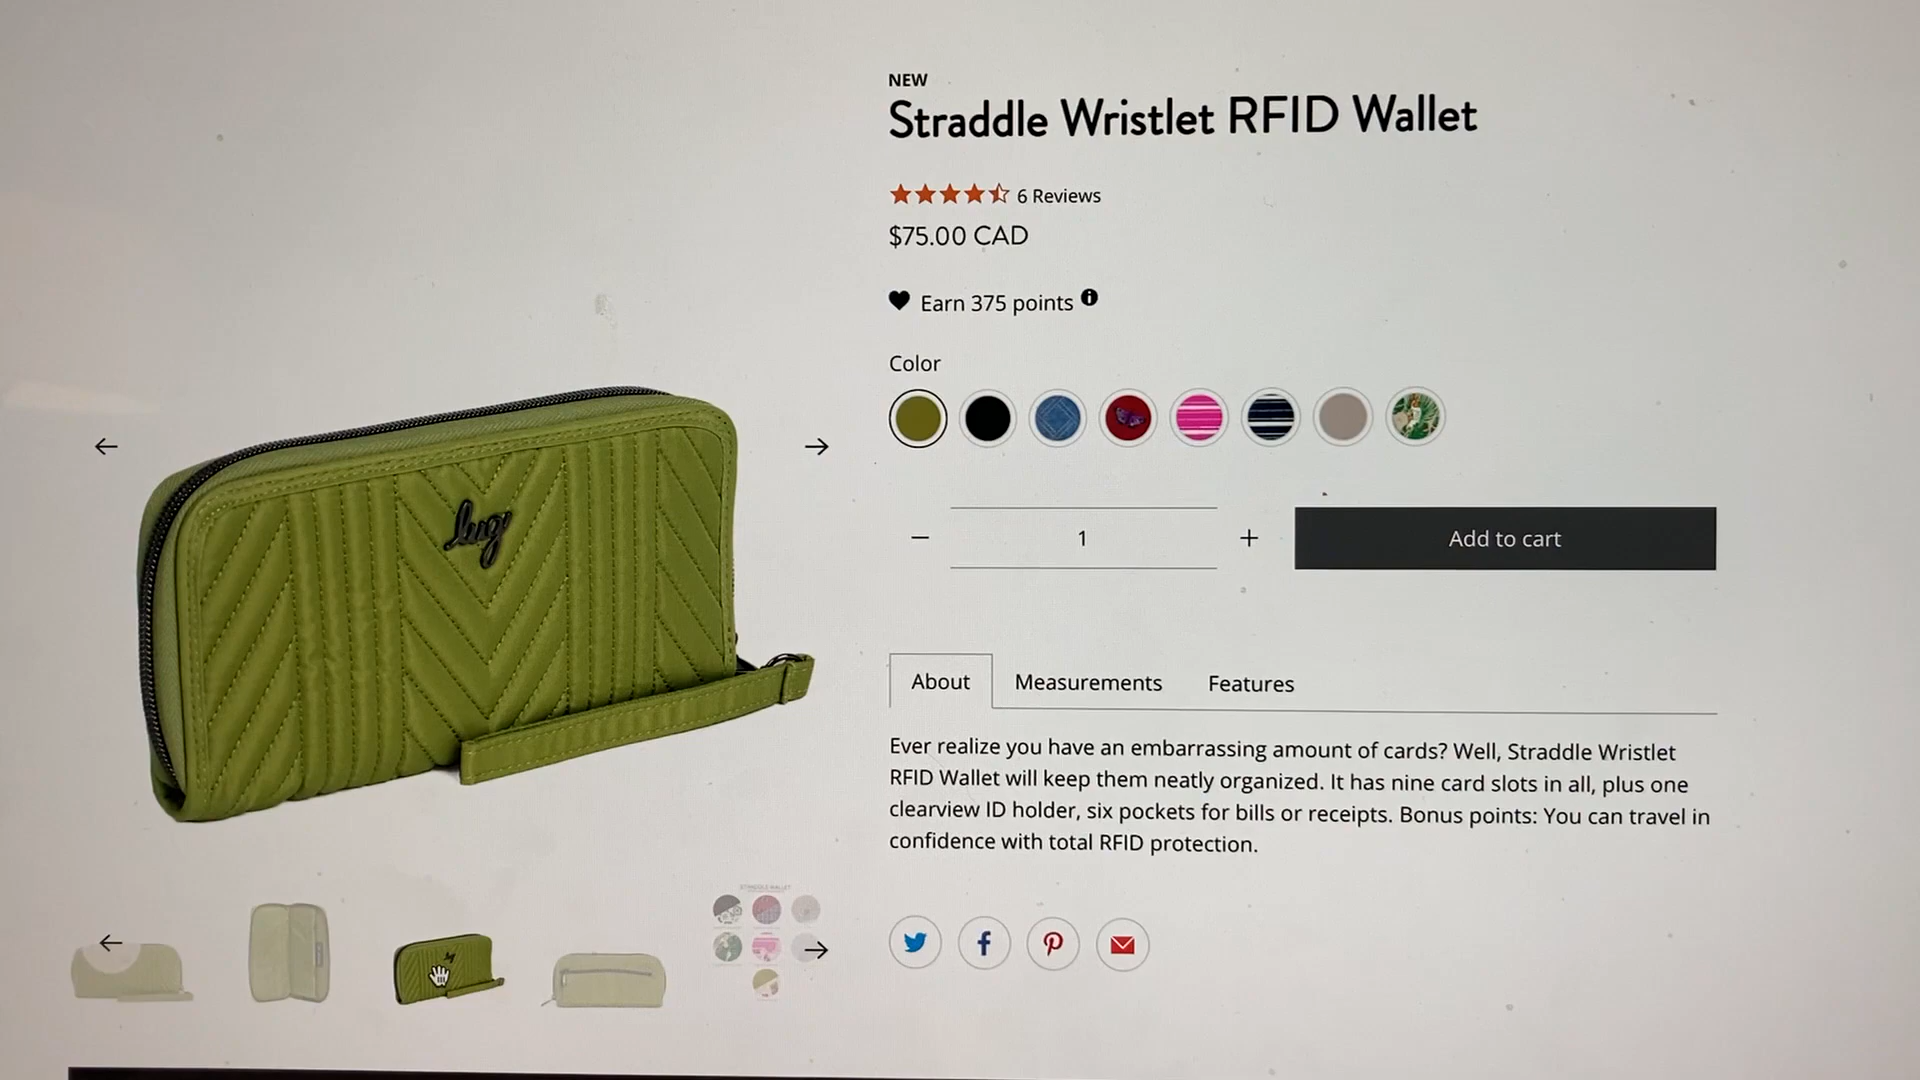 NEW
Straddle Wristlet RFID Wallet
6 Reviews
$75.00 CAD
Earn 375 points
Color
lug
1
Add to cart
About
Measurements
Features
Ever realize you have an embarrassing amount of cards? Well, Straddle Wristlet
RFID Wallet will keep them neatly organized. It has nine card slots in all, plus one
clearview ID holder, six pockets for bills or receipts. Bonus points: You can travel in
confidence with total RFID protection.
STRADDLE WALLET